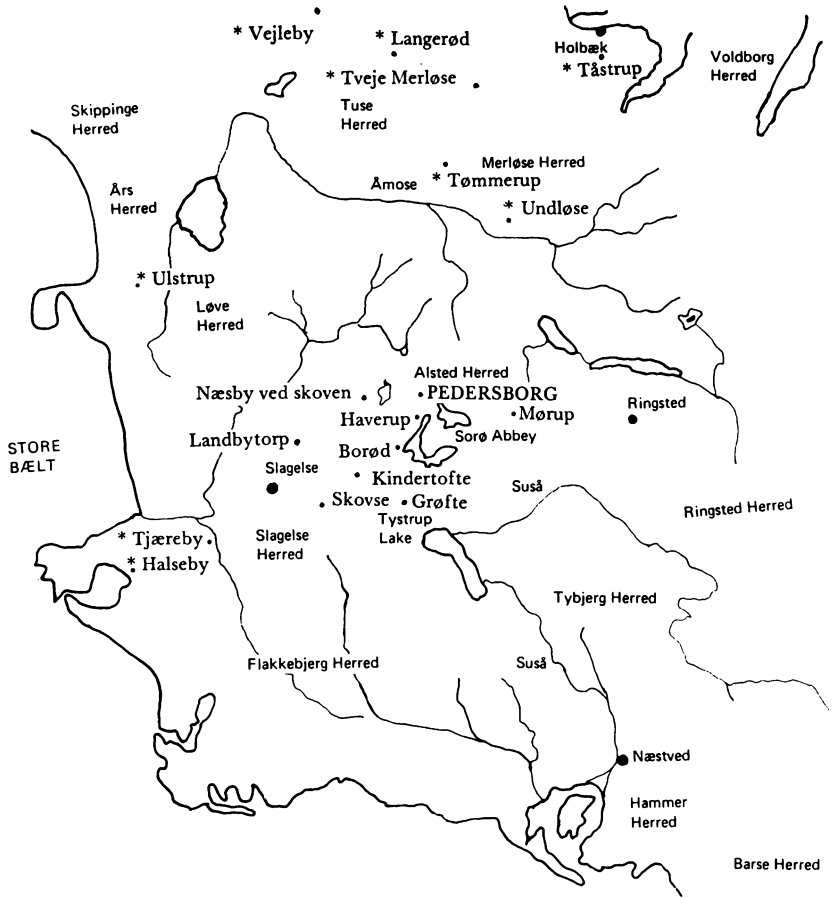 * Vejleby
* Langerød
Holbæk
* Tåstrup
Voldborg
Herred
* Tveje Merløse
Tuse
Herred
Skippinge
Herred
Merløse Herred
* Tømmerup
Åmose
Års
Herred
* Undløse
* Ulstrup
Løve
Herred
Alsted Herred
Næsby ved skoven
PEDERSBORG
Haverup
Mørup
Ringsted
Sorø Abbey
Landbytorp
Borød
STORE
BÆLT
Slagelse
Kindertofte
Skovse
Grøfte
Suså
Ringsted Herred
Tystrup
Lake
* Tjæreby
Slagelse
Herred
* Halseby
Tybjerg Herred
Flakkebjerg Herred
Suså
Næstved
Hammer
Herred
Barse Herred